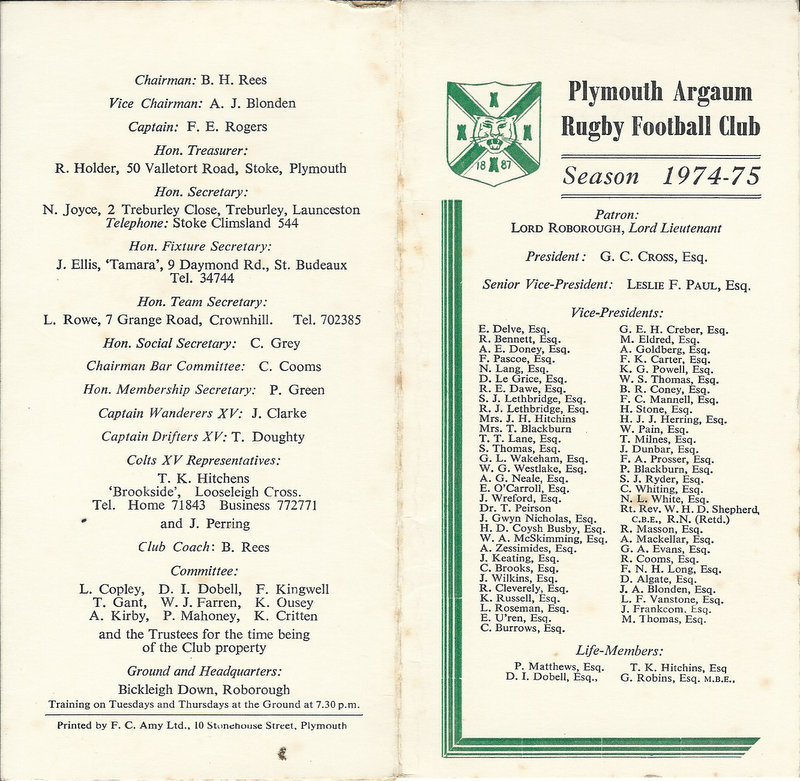 Chairman: B. H. Rees
Vice Chairman: A. J. Blonden
Captain: F. E. Rogers
Hon. Treasurer:
R. Holder, 50 Valletort Road, Stoke, Plymouth
Hon. Secretary:
N. Joyce, 2 Treburley Close, Treburley, Launceston
Telephone: Stoke Climsland 544
Hon. Fixture Secretary:
J. Ellis, 'Tamara', 9 Daymond Rd., St. Budeaux
Tel. 34744
Hon. Team Secretary:
L. Rowe, 7 Grange Road, Crownhill. Tel. 702385
Hon. Social Secretary: C. Grey
Chairman Bar Committee: C. Cooms
Hon. Membership Secretary: P. Green
Captain Wanderers XV: J. Clarke
Captain Drifters XV: T. Doughty
Colts XV Representatives:
T. K. Hitchens
'Brookside', Looseleigh Cross.
Tel. Home 71843 Business 772771
and J. Perring
Club Coach: B. Rees
Committee:
L. Copley, D. I. Dobell, F. Kingwell
T. Gant, W. J. Farren, K. Ousey
A. Kirby, P. Mahoney, K. Critten
and the Trustees for the time being
of the Club property
Ground and Headquarters:
Bickleigh Down, Roborough
Training on Tuesdays and Thursdays at the Ground at 7.30 p.m.
Printed by F. C. Amy Ltd., 10 Stonehouse Street, Plymouth
1887
Plymouth Argaum
Rugby Football Club
Season 1974-75
Patron:
LORD ROBOROUGH, Lord Lieutenant
President: G. C. CROSS, Esq.
Senior Vice-President: LESLIE F. PAUL, Esq.
Vice-Presidents:
E. Delve, Esq.
R. Bennett, Esq.
A. E. Doney, Esq.
F. Pascoe, Esq.
N. Lang, Esq.
D. Le Grice, Esq.
R. E. Dawe, Esq.
S. J. Lethbridge, Esq.
R. J. Lethbridge, Esq.
Mrs. J. H. Hitchins
Mrs. T. Blackburn
T. T. Lane, Esq.
S. Thomas, Esq.
G. L. Wakeham, Esq.
W. G. Westlake, Esq.
A. G. Neale, Esq.
E. O'Carroll, Esq.
J. Wreford, Esq.
Dr. T. Peirson
J. Gwyn Nicholas, Esq.
H. D. Coysh Busby, Esq.
W. A. McSkimming, Esq.
A. Zessimides, Esq.
J. Keating, Esq.
C. Brooks, Esq.
J. Wilkins, Esq.
R. Cleverely, Esq.
K. Russell, Esq.
L. Roseman, Esq.
E. U'ren, Esq.
C. Burrows, Esq.
G. E. H. Creber, Esq.
M. Eldred, Esq.
A. Goldberg, Esq.
F. K. Carter, Esq.
K. G. Powell, Esq.
W. S. Thomas, Esq.
B. R. Coney, Esq.
F. C. Mannell, Esq.
H. Stone, Esq.
H. J. J. Herring, Esq.
W. Pain, Esq.
T. Milnes, Esq.
J. Dunbar, Esq.
F. A. Prosser, Esq.
P. Blackburn, Esq.
S. J. Ryder, Esq.
C. Whiting, Esq.
N. L. White, Esq.
Rt. Rev. W. H. D. Shepherd,
C.B.E., R.N. (Retd.)
R. Masson, Esq.
A. Mackellar, Esq.
G. A. Evans, Esq.
R. Cooms, Esq.
F. N. H. Long, Esq.
D. Algate, Esq.
J. A. Blonden, Esq.
L. F. Vanstone, Esq.
J. Frankcom, Esq.
M. Thomas, Esq.
Life-Members:
P. Matthews, Esq. T. K. Hitchins, Esq
D. I. Dobell, Esq., G. Robins, Esq. M.B.E.,